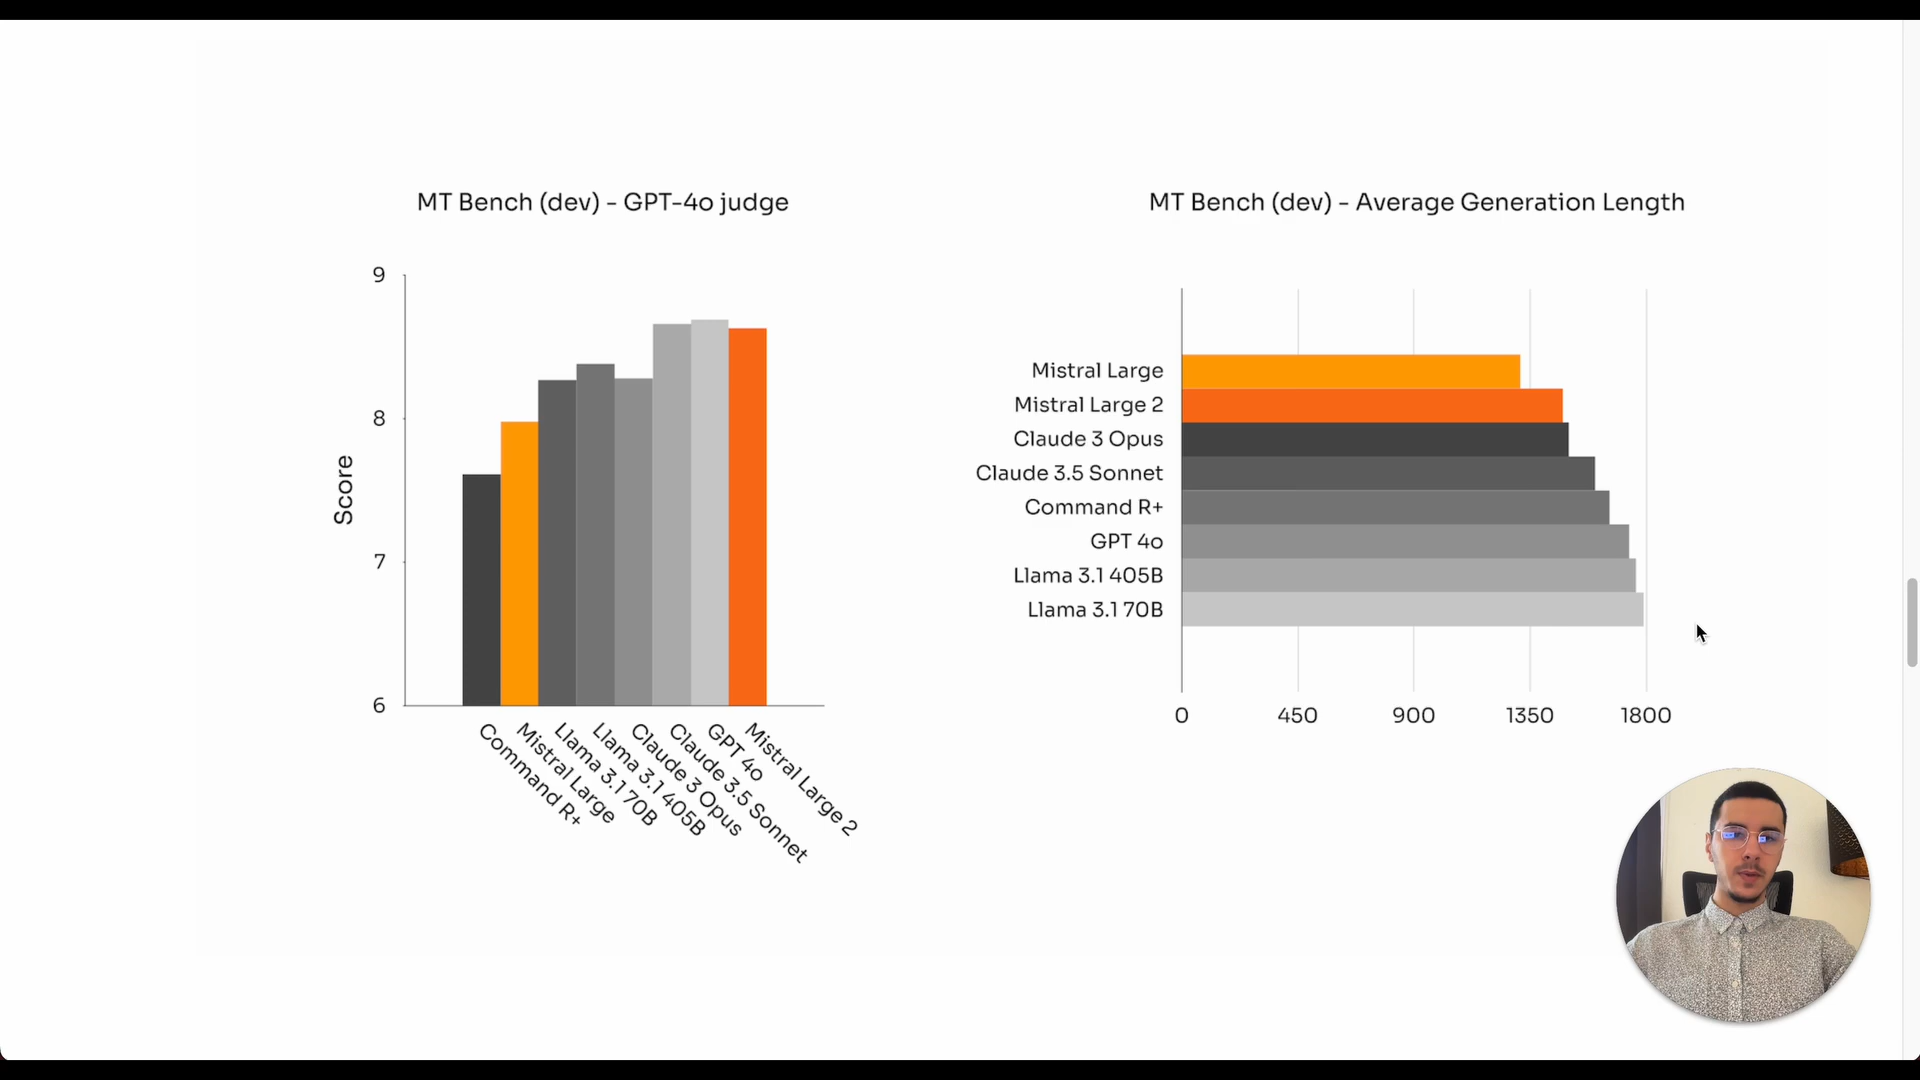 MT Bench (dev) - GPT-4o judge
9
8
7
6
Score
Command R+
Mistral Large
Llama 3.1 70B
Llama 3.1 405B
Claude 3 Opus
Claude 3.5 Sonnet
GPT 4o
Mistral Large 2
MT Bench (dev) - Average Generation Length
Mistral Large
Mistral Large 2
Claude 3 Opus
Claude 3.5 Sonnet
Command R+
GPT 4o
Llama 3.1 405B
Llama 3.1 70B
0 450 900 1350 1800